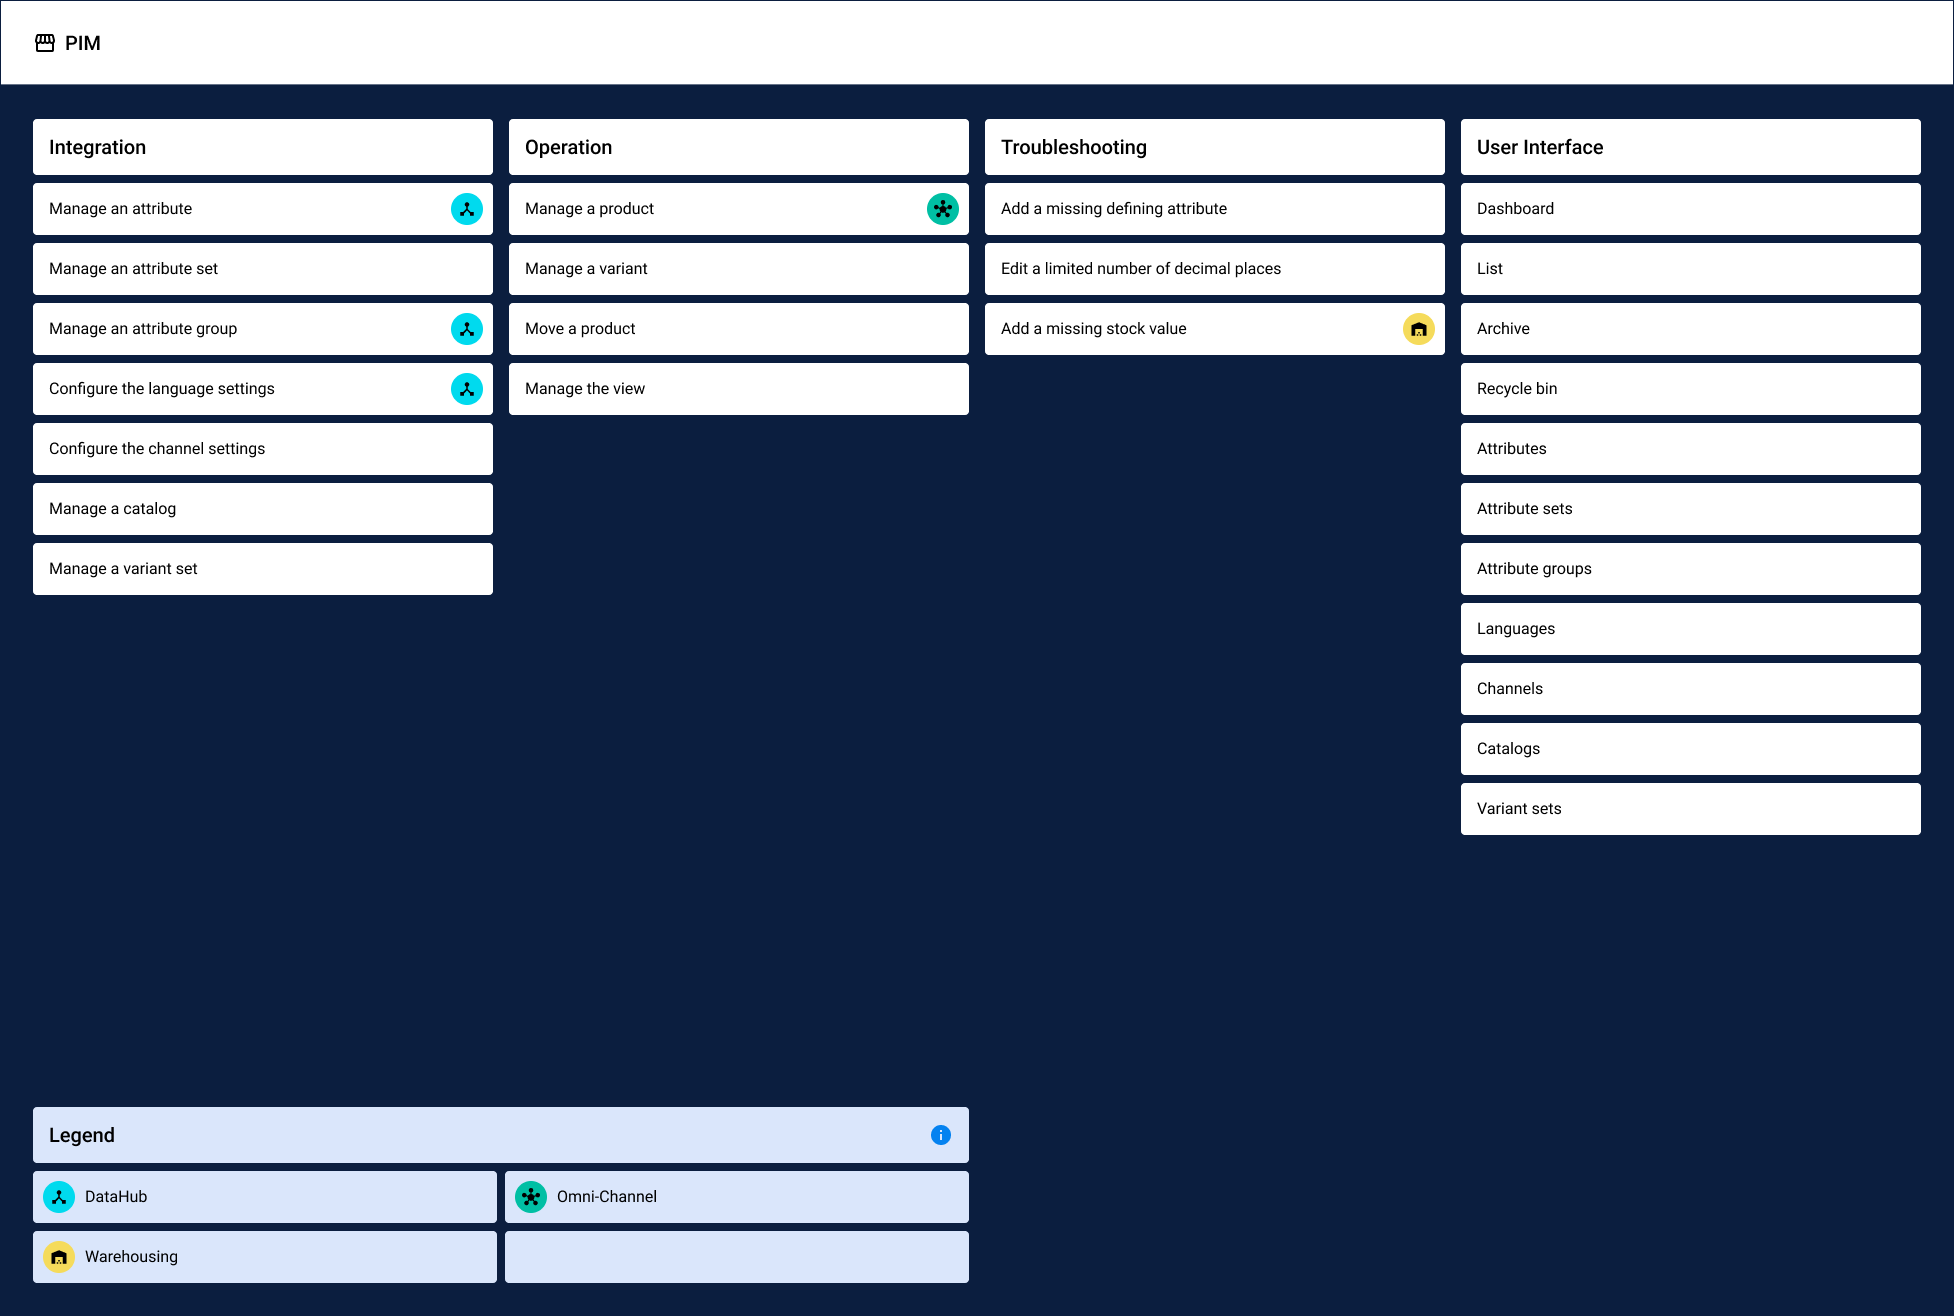 PIM
Integration
Manage an attribute
Manage an attribute set
Manage an attribute group
Configure the language settings
Configure the channel settings
Manage a catalog
Manage a variant set
Operation
Manage a product
Manage a variant
Move a product
Manage the view
Troubleshooting
Add a missing defining attribute
Edit a limited number of decimal places
Add a missing stock value
User Interface
Dashboard
List
Archive
Recycle bin
Attributes
Attribute sets
Attribute groups
Languages
Channels
Catalogs
Variant sets
Legend
DataHub
Omni-Channel
Warehousing